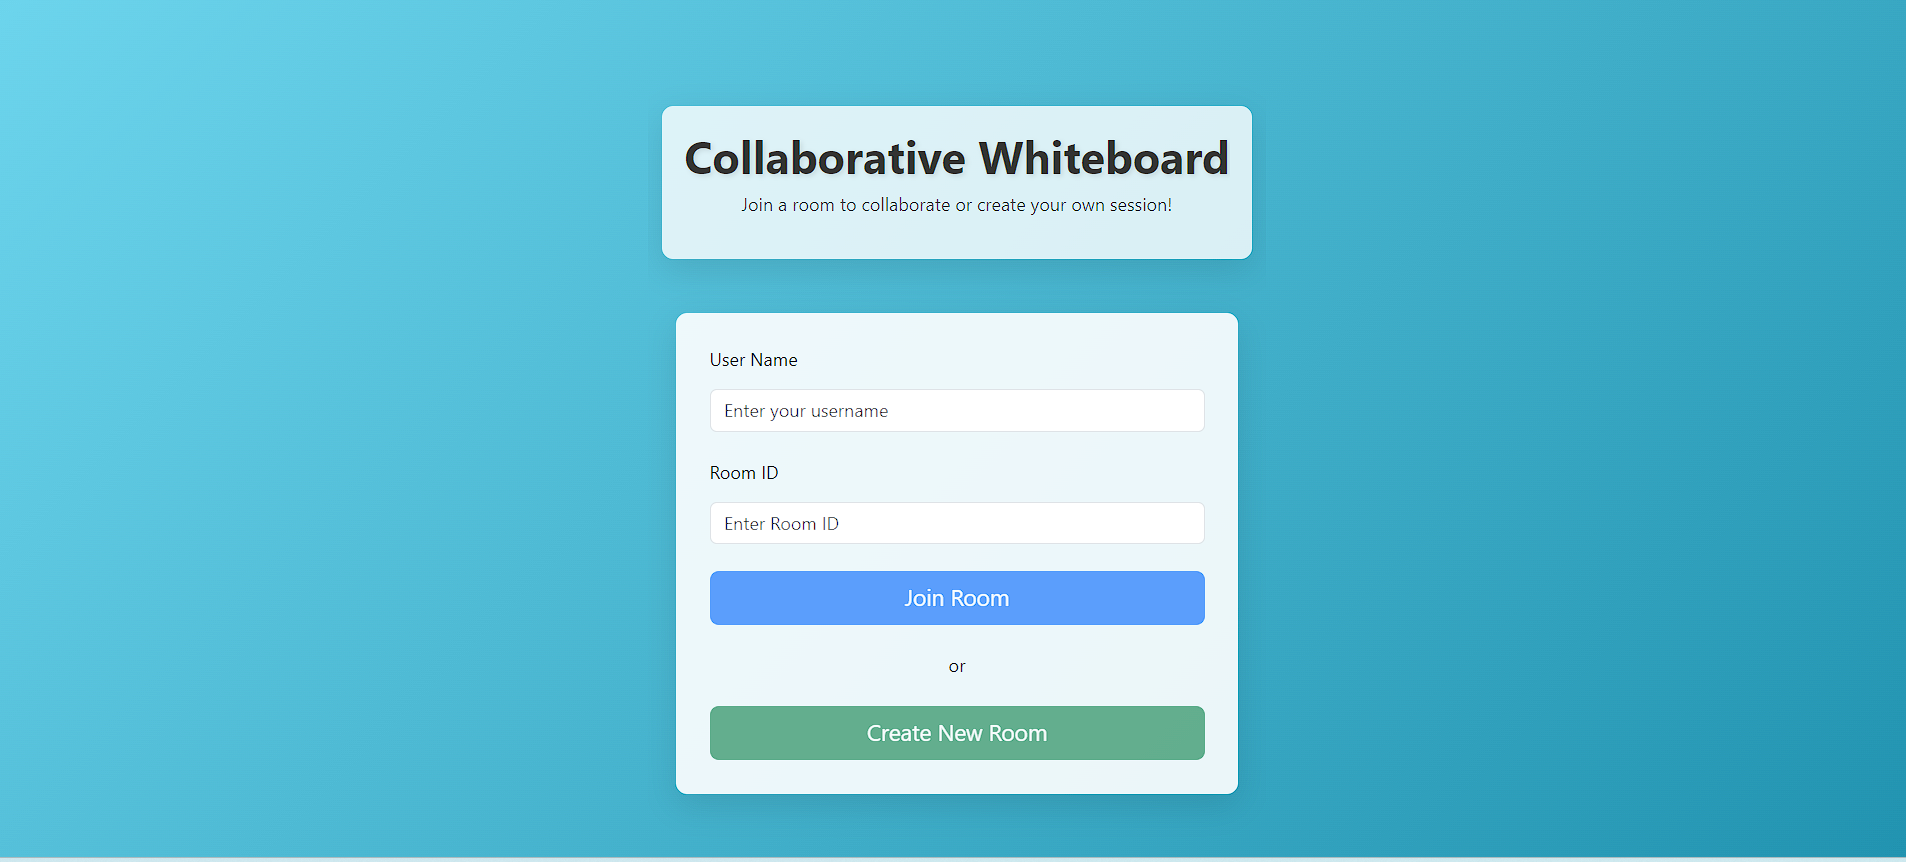 Collaborative Whiteboard
Join a room to collaborate or create your own session!
User Name
Enter your username
Room ID
Enter Room ID
Join Room
or
Create New Room